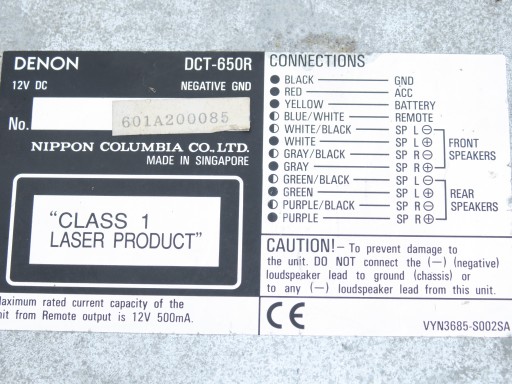 DENON DCT-650R
12V DC NEGATIVE GND
No. 601A200085
NIPPON COLUMBIA CO.,LTD.
MADE IN SINGAPORE
"CLASS 1
LASER PRODUCT"
Maximum rated current capacity of the
unit from Remote output is 12V 500mA.
CONNECTIONS
BLACK GND
RED ACC
YELLOW BATTERY
BLUE/WHITE REMOTE
WHITE/BLACK SP L⊖
WHITE SP L⊕
GRAY/BLACK SP R⊖
GRAY SP R⊕
FRONT
SPEAKERS
GREEN/BLACK SP L⊖
GREEN SP L⊕
PURPLE/BLACK SP R⊖
PURPLE SP R⊕
REAR
SPEAKERS
CAUTION!– To prevent damage to
the unit. DO NOT connect the (—) (negative)
loudspeaker lead to ground (chassis) or
to any (—) loudspeaker lead from this unit.
CE VYN3685-S002SA